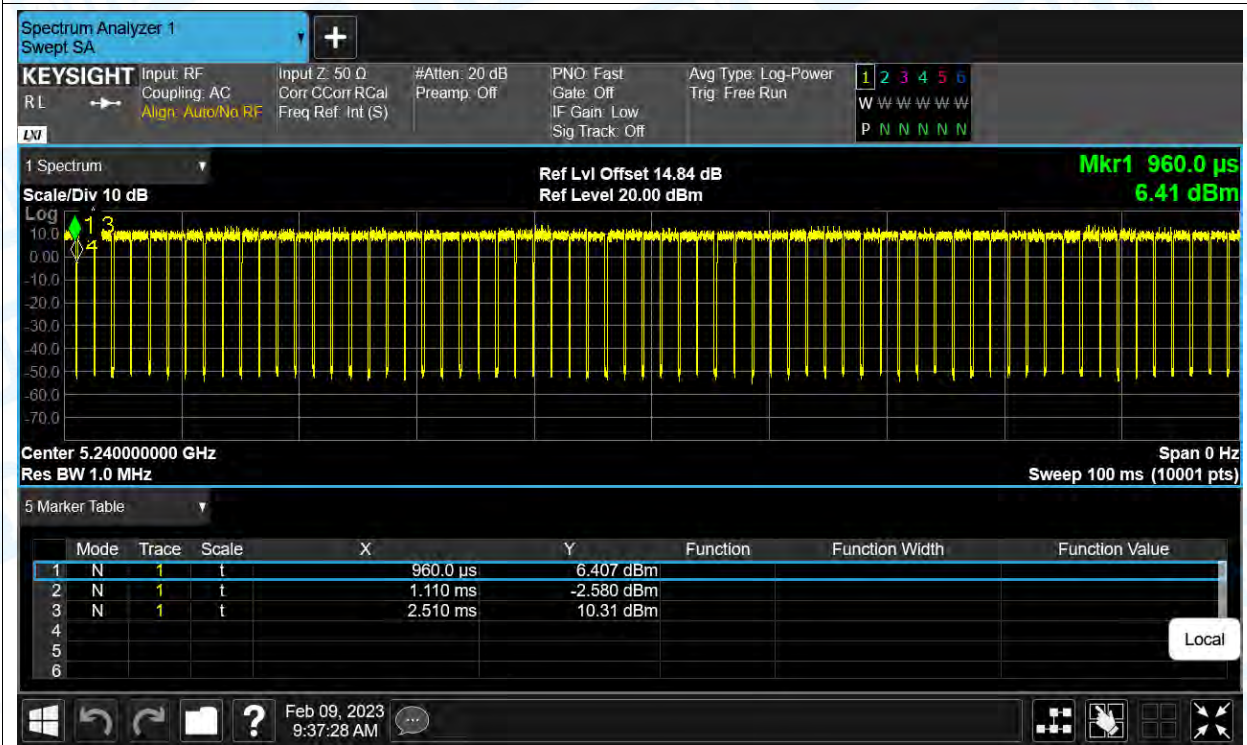 Spectrum Analyzer 1
Swept SA
+
KEYSIGHT Input: RF Input Z: 50 Ω #Atten: 20 dB PNO: Fast Avg Type: Log-Power 1 2 3 4 5 6
RL Coupling: AC Corr CCorr RCal Preamp: Off Gate: Off Trig: Free Run W W W W W W
Align: Auto/No RF Freq Ref: Int (S) IF Gain: Low
LXI Sig Track: Off P N N N N N
1 Spectrum Ref Lvl Offset 14.84 dB Mkr1 960.0 µs
Scale/Div 10 dB Ref Level 20.00 dBm 6.41 dBm
Log 1 3
10.0 4
0.00
-10.0
-20.0
-30.0
-40.0
-50.0
-60.0
-70.0
Center 5.240000000 GHz Span 0 Hz
Res BW 1.0 MHz Sweep 100 ms (10001 pts)
5 Marker Table
Mode Trace Scale X Y Function Function Width Function Value
1 N 1 t 960.0 µs 6.407 dBm
2 N 1 t 1.110 ms -2.580 dBm
3 N 1 t 2.510 ms 10.31 dBm
4
5
6
Local
? Feb 09, 2023
9:37:28 AM